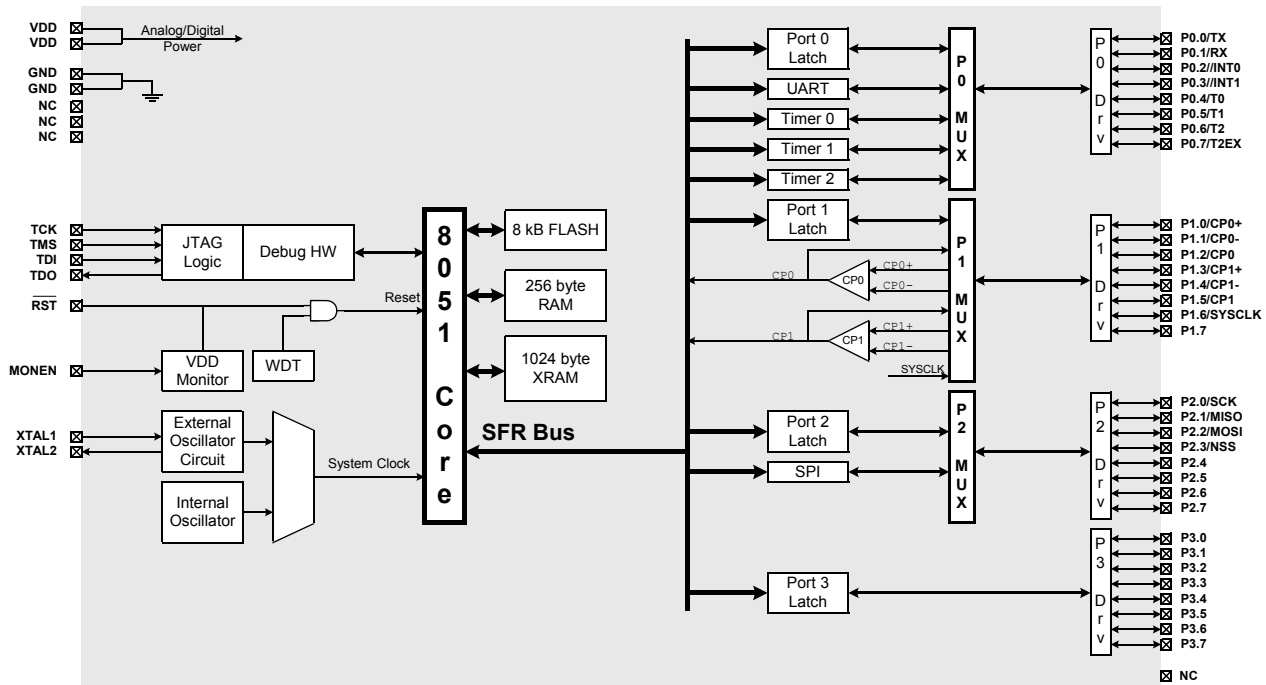 VDD
VDD
Analog/Digital
Power
GND
GND
NC
NC
NC
TCK
TMS
TDI
TDO
JTAG
Logic
Debug HW
RST
Reset
MONEN
VDD
Monitor
WDT
XTAL1
XTAL2
External
Oscillator
Circuit
Internal
Oscillator
System Clock
8
0
5
1
C
o
r
e
8 kB FLASH
256 byte
RAM
1024 byte
XRAM
SFR Bus
Port 0
Latch
UART
Timer 0
Timer 1
Timer 2
Port 1
Latch
CP0
CP0
CP0+
CP0-
CP1
CP1
CP1+
CP1-
SYSCLK
Port 2
Latch
SPI
Port 3
Latch
P
0
M
U
X
P
1
M
U
X
P
2
M
U
X
P
0
D
r
v
P
1
D
r
v
P
2
D
r
v
P
3
D
r
v
P0.0/TX
P0.1/RX
P0.2//INT0
P0.3//INT1
P0.4/T0
P0.5/T1
P0.6/T2
P0.7/T2EX
P1.0/CP0+
P1.1/CP0-
P1.2/CP0
P1.3/CP1+
P1.4/CP1-
P1.5/CP1
P1.6/SYSCLK
P1.7
P2.0/SCK
P2.1/MISO
P2.2/MOSI
P2.3/NSS
P2.4
P2.5
P2.6
P2.7
P3.0
P3.1
P3.2
P3.3
P3.4
P3.5
P3.6
P3.7
NC